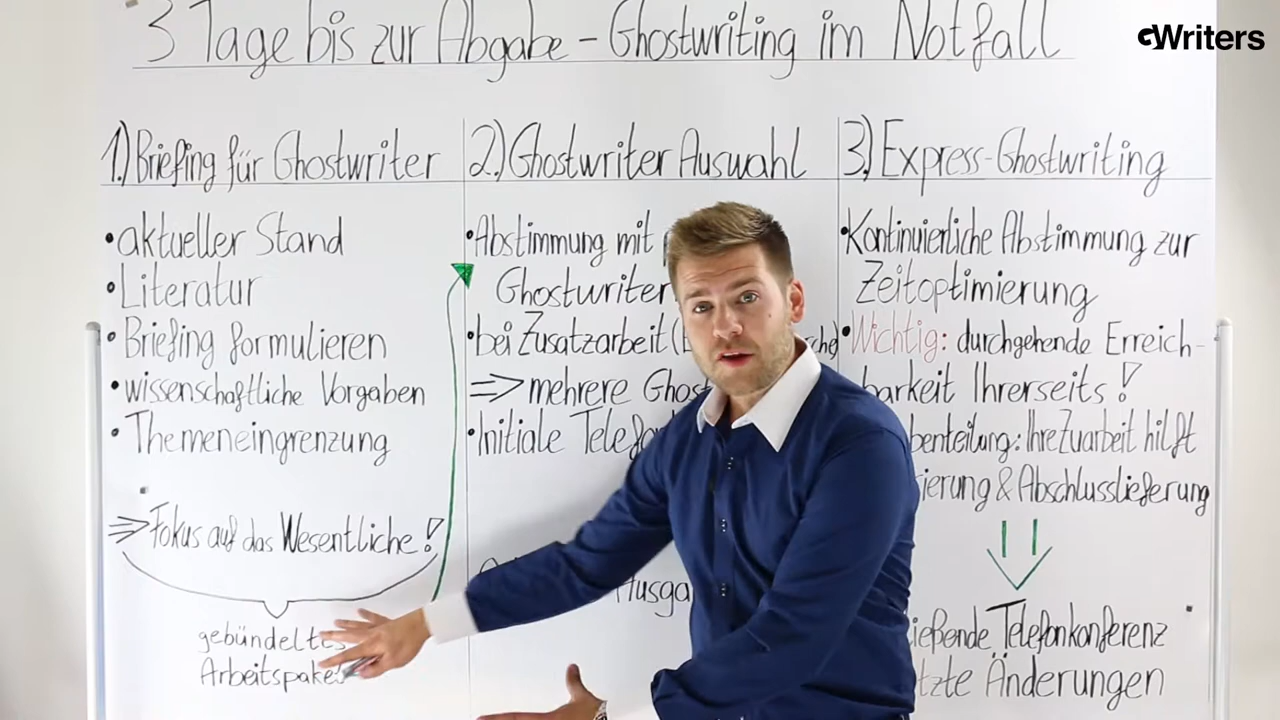 3 Tage bis zur Abgabe - Ghostwriting im Notfall
GWriters
1.) Briefing für Ghostwriter
• aktueller Stand
• Literatur
• Briefing formulieren
• wissenschaftliche Vorgaben
• Themeneingrenzung
⇒ Fokus auf das Wesentliche!
gebündeltes
Arbeitspaket
2.) Ghostwriter Auswahl
• Abstimmung mit
Ghostwriter
• bei Zusatzarbeit (
⇒ mehrere
• Initiale
3.) Express-Ghostwriting
• Kontinuierliche Abstimmung zur
Zeitoptimierung
• Wichtig: durchgehende Erreich-
barkeit Ihrerseits!
Ihre Zuarbeit hilft
& Abschlusslieferung
Telefonkonferenz
Änderungen